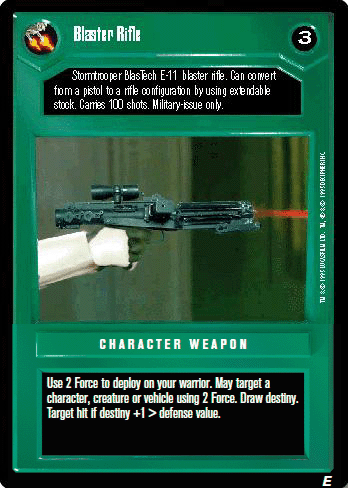 Blaster Rifle
3
Stormtrooper BlasTech E-11 blaster rifle. Can convert
from a pistol to a rifle configuration by using extendable
stock. Carries 100 shots. Military-issue only.
CHARACTER WEAPON
Use 2 Force to deploy on your warrior. May target a
character, creature or vehicle using 2 Force. Draw destiny.
Target hit if destiny +1 > defense value.
E